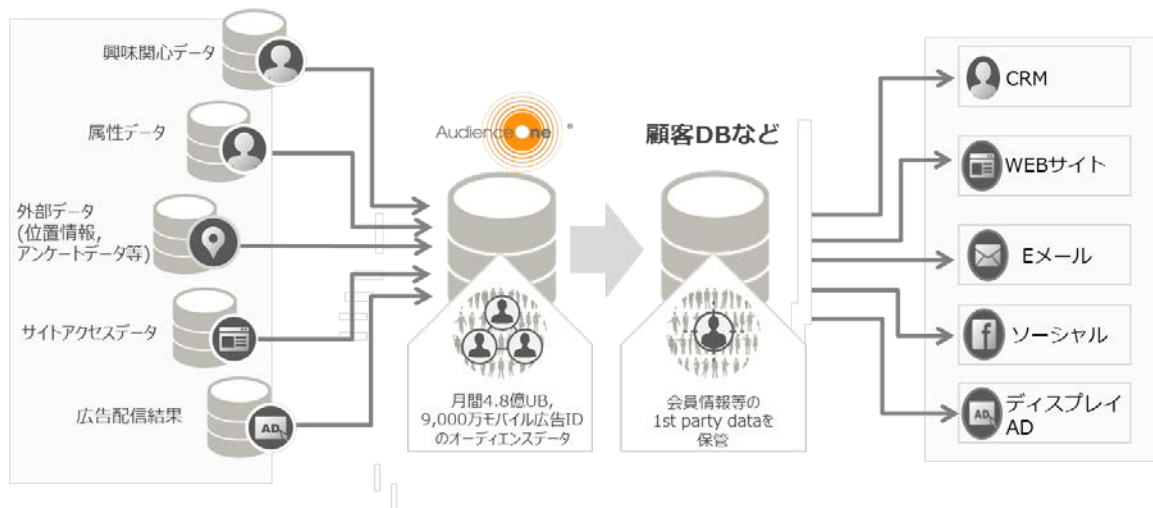 興味関心データ
属性データ
外部データ
(位置情報,
アンケートデータ等)
サイトアクセスデータ
広告配信結果
AD
AudienceOne
®
月間4.8億UB,
9,000万モバイル広告ID
のオーディエンスデータ
顧客DBなど
会員情報等の
1st party dataを
保管
CRM
WEBサイト
Eメール
f
ソーシャル
AD
ディスプレイ
AD